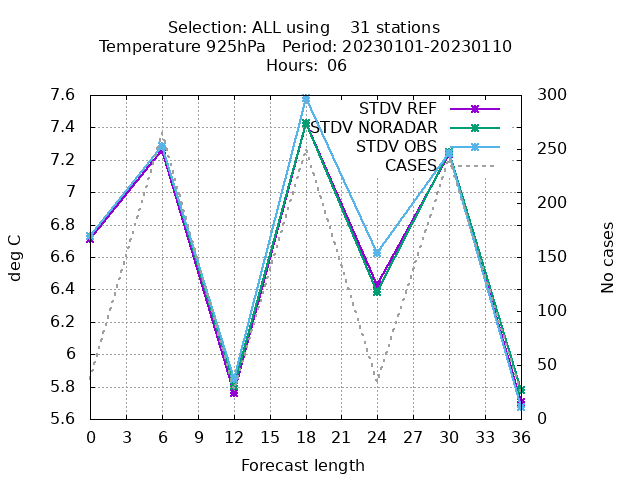 Selection: ALL using    31 stations
Temperature 925hPa   Period: 20230101-20230110
Hours:  06
7.6
7.4
7.2
7
6.8
6.6
6.4
6.2
6
5.8
5.6
deg C
STDV REF
STDV NORADAR
STDV OBS
CASES
300
250
200
150
100
50
0
No cases
0 3 6 9 12 15 18 21 24 27 30 33 36
Forecast length